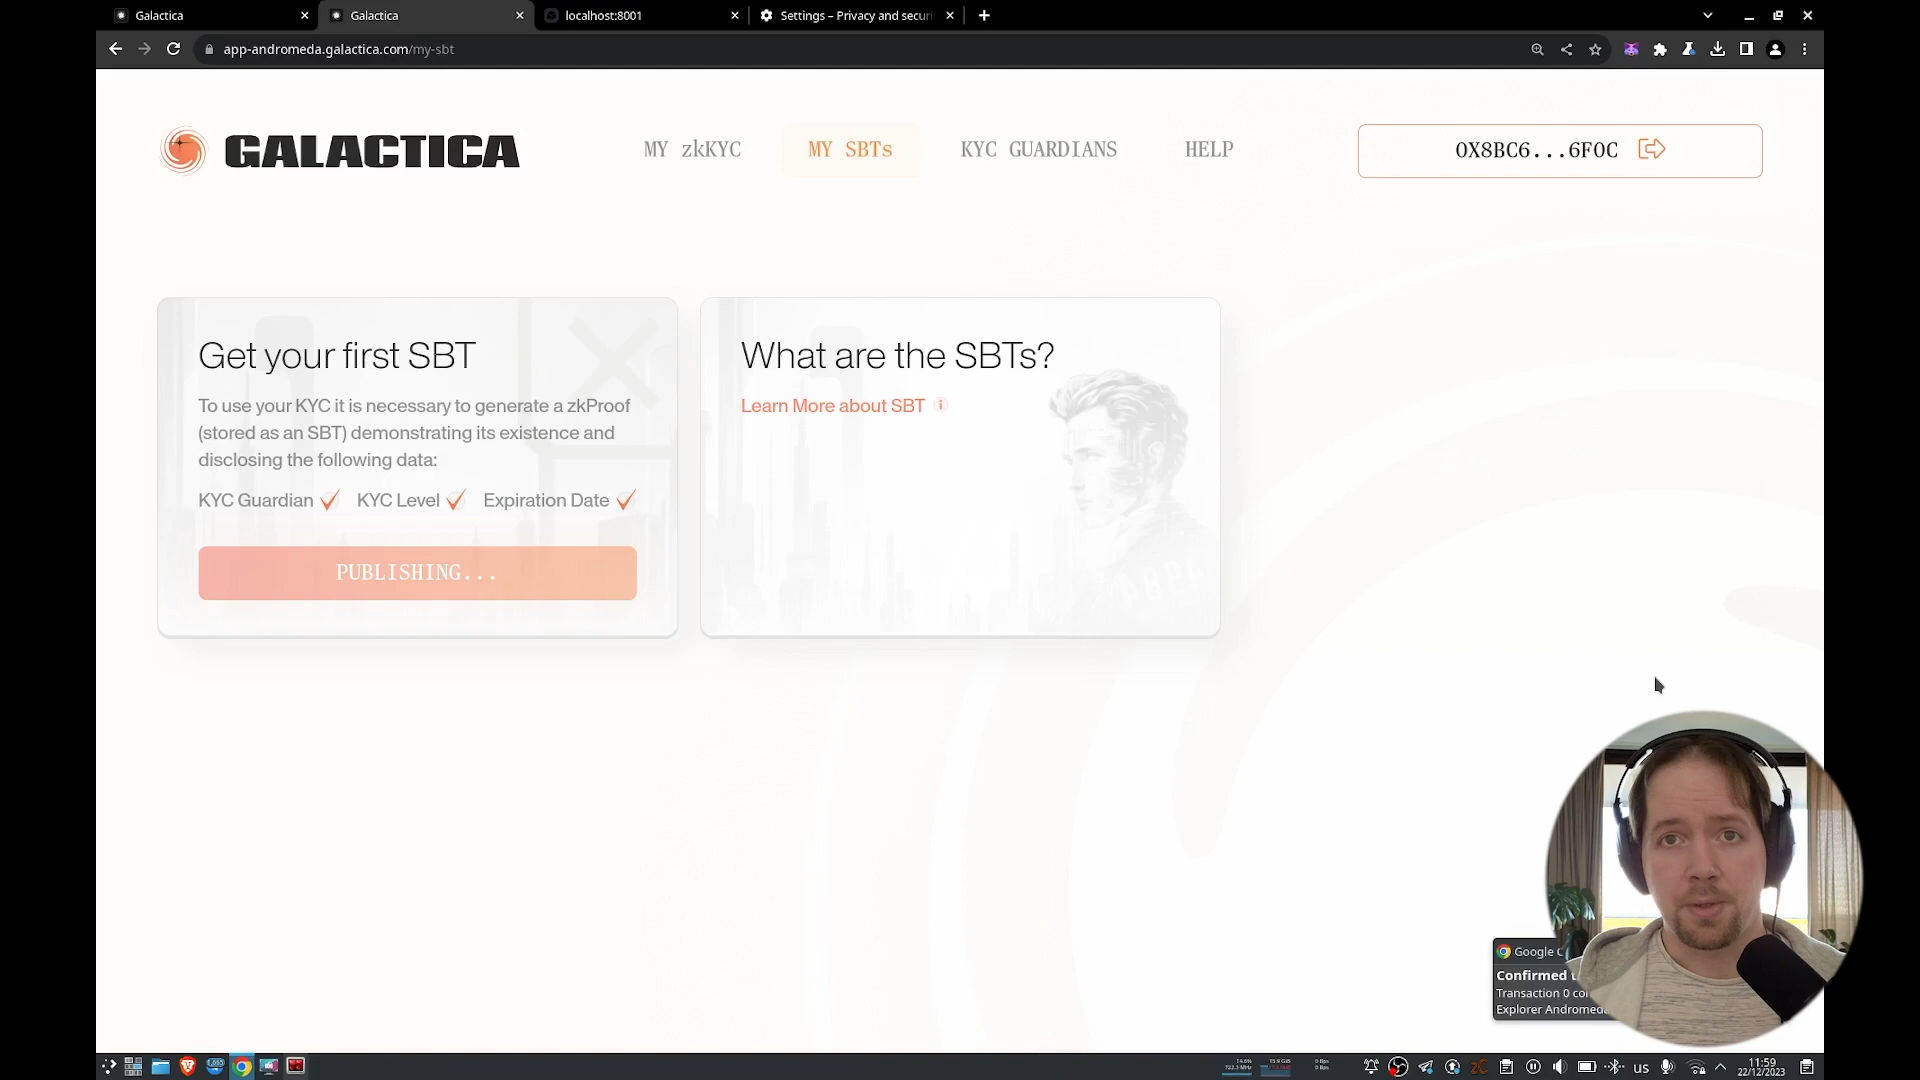 Galactica
Galactica
localhost:8001
Settings – Privacy and securi
app-andromeda.galactica.com/my-sbt
GALACTICA
MY zkKYC
MY SBTs
KYC GUARDIANS
HELP
0X8BC6...6F0C
Get your first SBT
To use your KYC it is necessary to generate a zkProof
(stored as an SBT) demonstrating its existence and
disclosing the following data:
KYC Guardian KYC Level Expiration Date
PUBLISHING...
What are the SBTs?
Learn More about SBT
Google C
Confirmed t
Transaction 0 con
Explorer Andromeda
us
11:59
22/12/2023